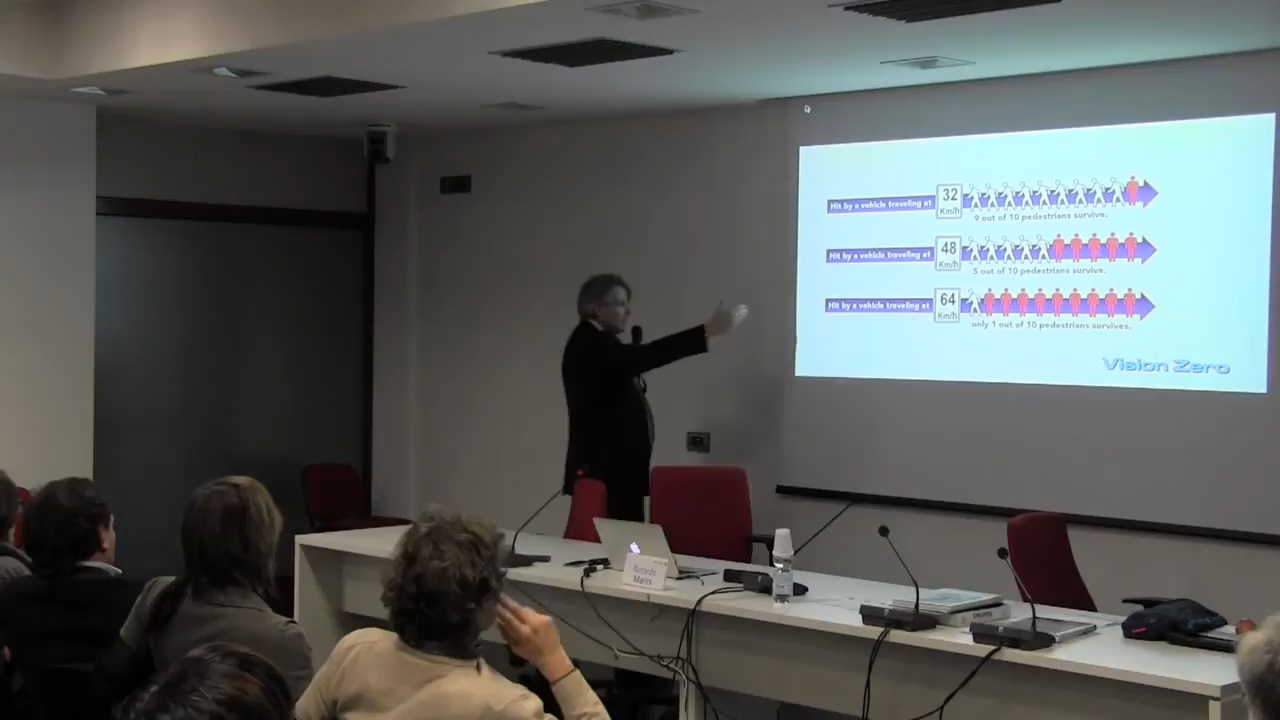 Hit by a vehicle traveling at
32
Km/h
9 out of 10 pedestrians survive.
Hit by a vehicle traveling at
48
Km/h
5 out of 10 pedestrians survive.
Hit by a vehicle traveling at
64
Km/h
only 1 out of 10 pedestrians survives.
Vision Zero
Riccardo
Marini